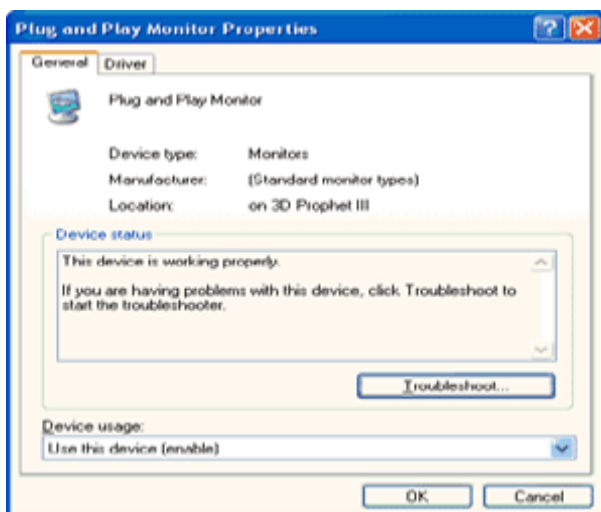 Plug and Play Monitor Properties
General Driver
Plug and Play Monitor
Device type: Monitors
Manufacturer: (Standard monitor types)
Location: on 3D Prophet III
Device status
This device is working properly.
If you are having problems with this device, click Troubleshoot to
start the troubleshooter.
Troubleshoot...
Device usage:
Use this device (enable)
OK Cancel